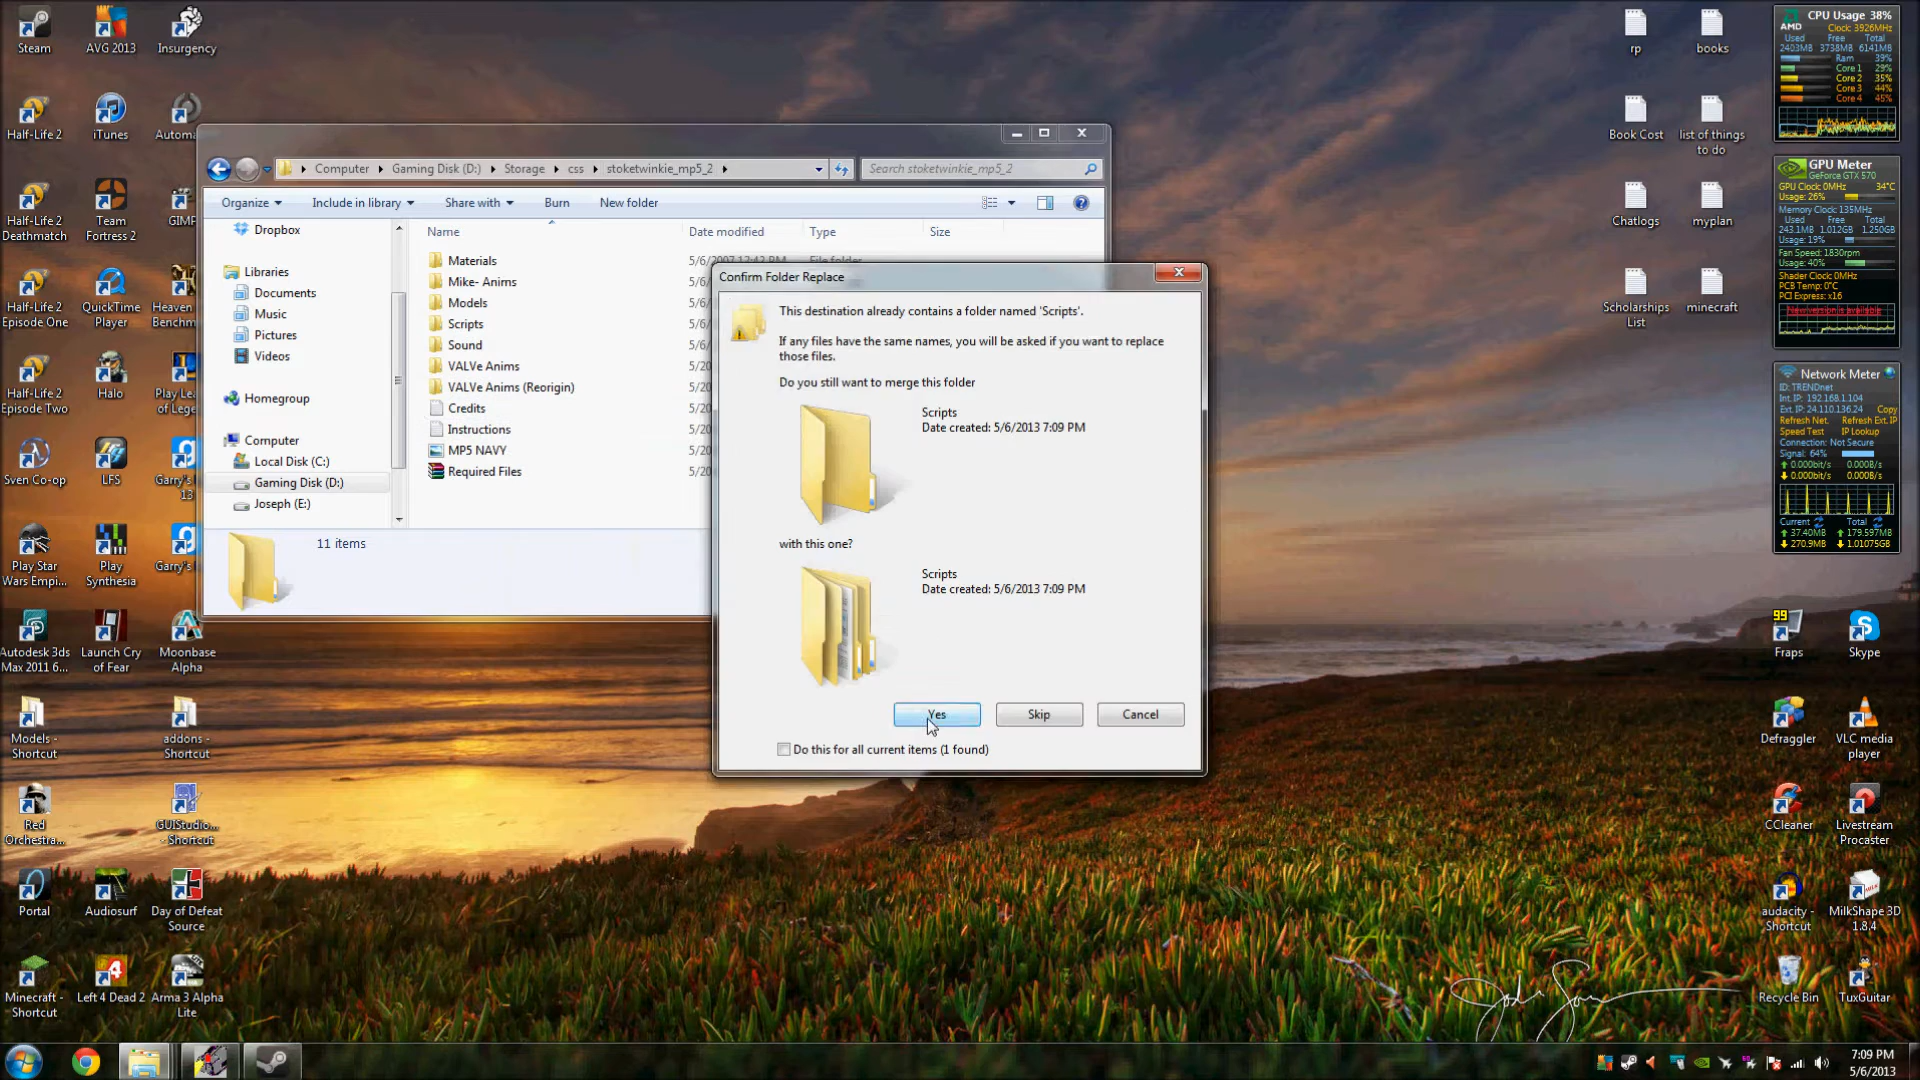 Steam
AVG 2013
Insurgency
Half-Life 2
iTunes
Half-Life 2
Deathmatch
Team
Fortress 2
GIMP
Half-Life 2
Episode One
QuickTime
Player
Heaven
Benchm
Half-Life 2
Episode Two
Halo
Play Lea
of Lege
Sven Co-op
LFS
Garry's
13
Play Star
Wars Empi...
Play
Synthesia
Garry's
Autodesk 3ds
Max 2011 6...
Launch Cry
of Fear
Moonbase
Alpha
Models -
Shortcut
addons -
Shortcut
Red
Orchestra...
GUIStudio...
- Shortcut
Portal
Audiosurf
Day of Defeat
Source
Minecraft -
Shortcut
Left 4 Dead 2
Arma 3 Alpha
Lite
Computer
Gaming Disk (D:)
Storage
css
stoketwinkie_mp5_2
Search stoketwinkie_mp5_2
Organize
Include in library
Share with
Burn
New folder
Dropbox
Libraries
Documents
Music
Pictures
Videos
Homegroup
Computer
Local Disk (C:)
Gaming Disk (D:)
Joseph (E:)
Name
Date modified
Type
Size
Materials
5/6/2007 12:42 PM
File folder
Mike- Anims
5/6/
Models
5/6/
Scripts
5/6/
Sound
5/6/
VALVe Anims
5/20
VALVe Anims (Reorigin)
5/20
Credits
5/20
Instructions
5/20
MP5 NAVY
5/20
Required Files
5/20
11 items
Confirm Folder Replace
This destination already contains a folder named 'Scripts'.
If any files have the same names, you will be asked if you want to replace
those files.
Do you still want to merge this folder
Scripts
Date created: 5/6/2013 7:09 PM
with this one?
Scripts
Date created: 5/6/2013 7:09 PM
Yes
Skip
Cancel
Do this for all current items (1 found)
rp
books
Book Cost
list of things
to do
Chatlogs
myplan
Scholarships
List
minecraft
CPU Usage 38%
AMD
Clock: 3926MHz
Used Free Total
2403MB 3738MB 6141MB
Ram 39%
Core 1 29%
Core 2 35%
Core 3 44%
Core 4 45%
GPU Meter
GeForce GTX 570
GPU Clock: 0MHz 34°C
Usage: 26%
Memory Clock: 135MHz
Used Free Total
243.1MB 1.012GB 1.250GB
Usage: 19%
Fan Speed: 1830rpm
Usage: 40%
Shader Clock: 0MHz
PCB Temp: 0°C
PCI Express: x16
New version is available
Network Meter
ID: TRENDnet
Int. IP: 192.168.1.104
Ext. IP: 24.110.136.24 Copy
Refresh Net. Refresh Ext. IP
Speed Test IP Lookup
Connection: Not Secure
Signal: 64%
0.000bit/s 0.000B/s
0.000bit/s 0.000B/s
Current Total
37.40MB 179.597MB
270.9MB 1.01075GB
99
Fraps
Skype
Defraggler
VLC media
player
CCleaner
Livestream
Procaster
audacity -
Shortcut
MilkShape 3D
1.8.4
Recycle Bin
TuxGuitar
7:09 PM
5/6/2013